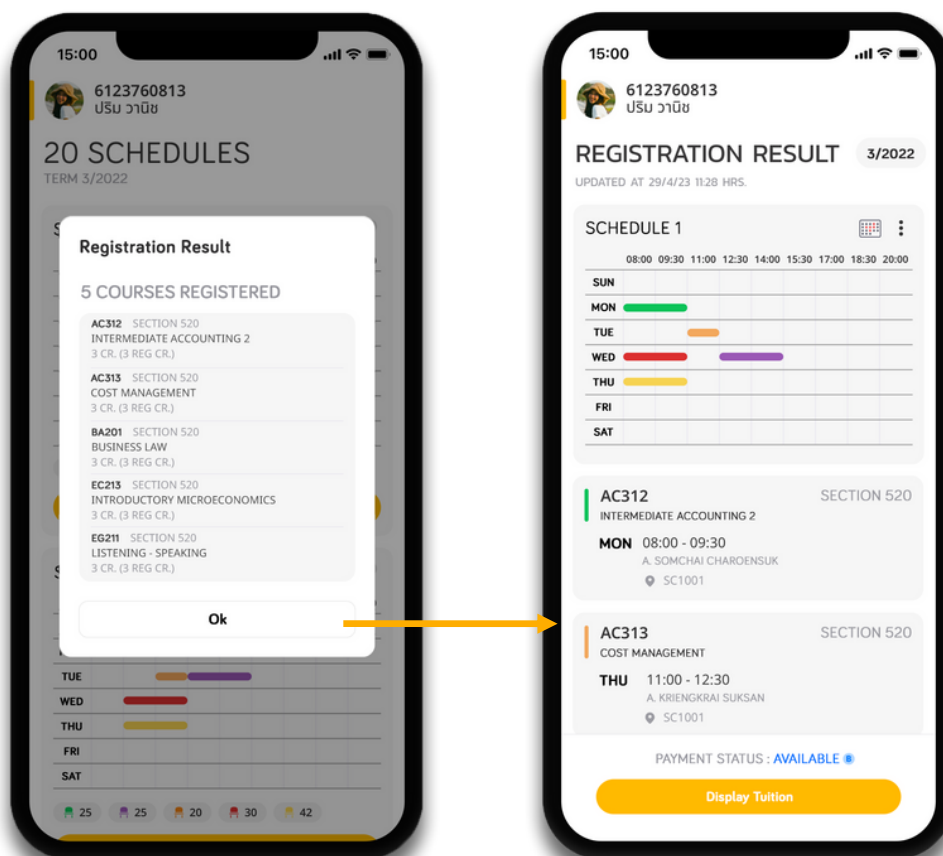 15:00
6123760813
ปริม วานิช
20 SCHEDULES
TERM 3/2022
Registration Result
5 COURSES REGISTERED
AC312 SECTION 520
INTERMEDIATE ACCOUNTING 2
3 CR. (3 REG CR.)
AC313 SECTION 520
COST MANAGEMENT
3 CR. (3 REG CR.)
BA201 SECTION 520
BUSINESS LAW
3 CR. (3 REG CR.)
EC213 SECTION 520
INTRODUCTORY MICROECONOMICS
3 CR. (3 REG CR.)
EG211 SECTION 520
LISTENING - SPEAKING
3 CR. (3 REG CR.)
Ok
TUE
WED
THU
FRI
SAT
25 25 20 30 42
15:00
6123760813
ปริม วานิช
REGISTRATION RESULT 3/2022
UPDATED AT 29/4/23 11:28 HRS.
SCHEDULE 1
08:00 09:30 11:00 12:30 14:00 15:30 17:00 18:30 20:00
SUN
MON
TUE
WED
THU
FRI
SAT
AC312 SECTION 520
INTERMEDIATE ACCOUNTING 2
MON 08:00 - 09:30
A. SOMCHAI CHAROENSUK
SC1001
AC313 SECTION 520
COST MANAGEMENT
THU 11:00 - 12:30
A. KRIENGKRAI SUKSAN
SC1001
PAYMENT STATUS : AVAILABLE
Display Tuition